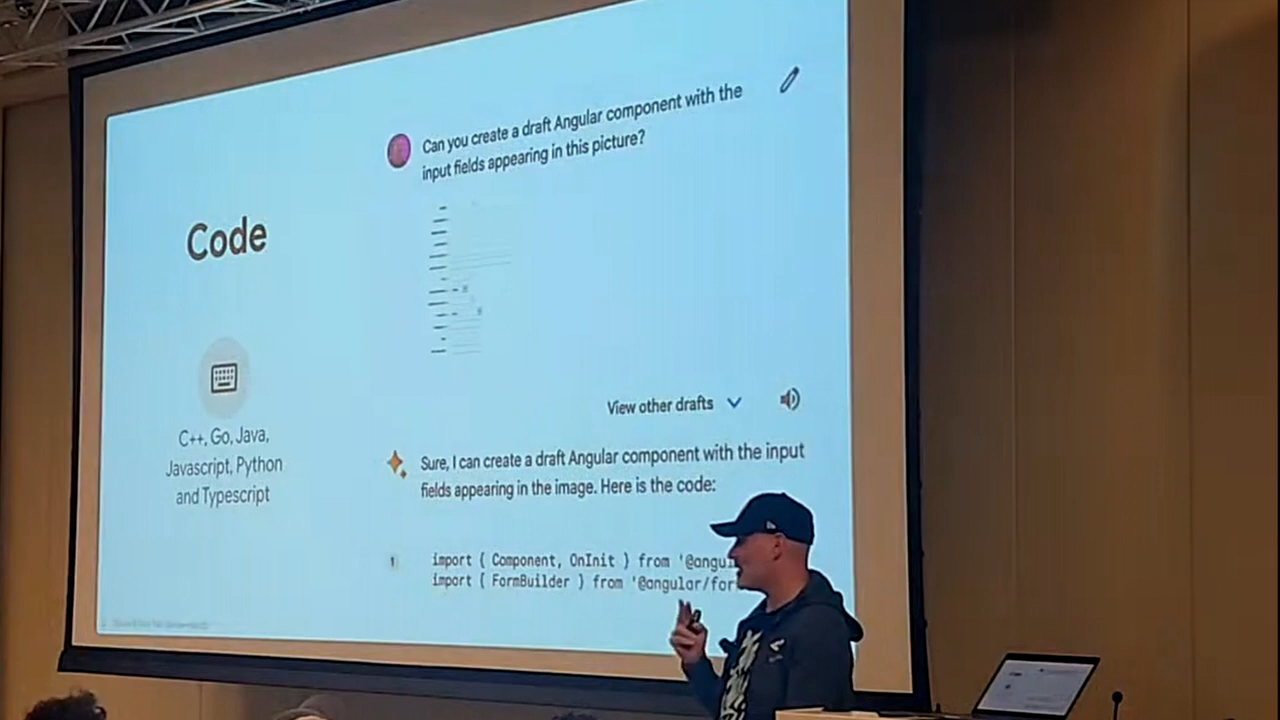 Code
C++, Go, Java,
Javascript, Python
and Typescript
Can you create a draft Angular component with the
input fields appearing in this picture?
View other drafts
Sure, I can create a draft Angular component with the input
fields appearing in the image. Here is the code:
1
import { Component, OnInit } from '@angu
import { FormBuilder } from '@angular/for